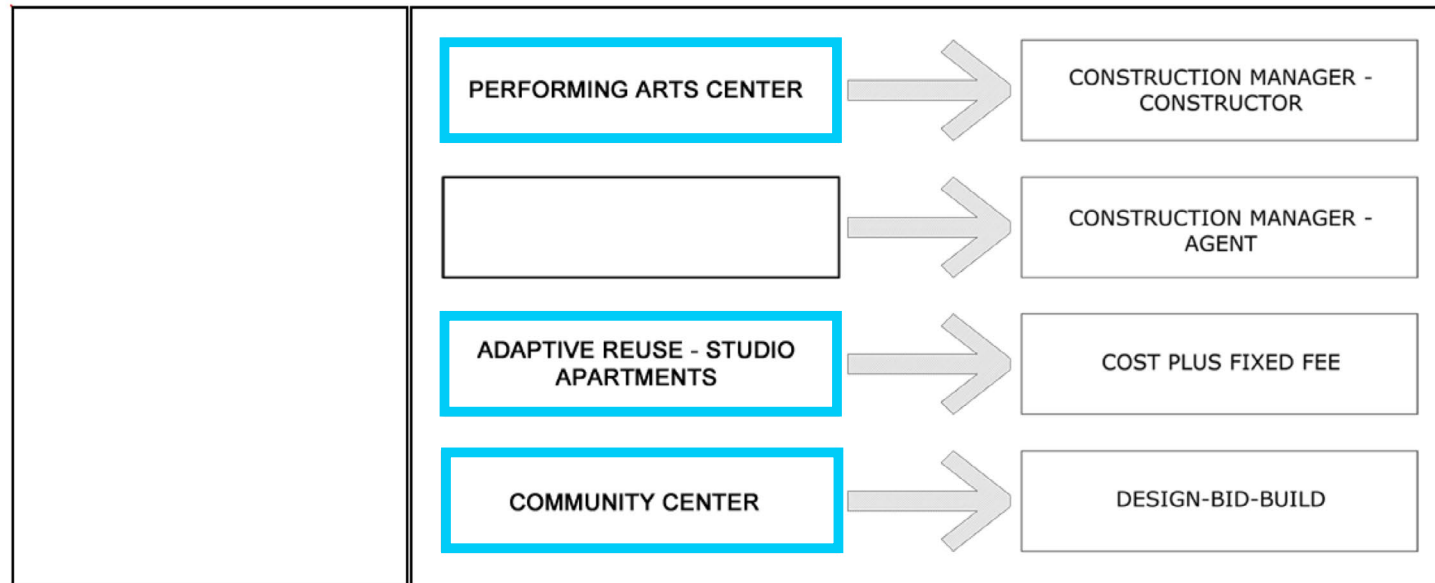 PERFORMING ARTS CENTER
CONSTRUCTION MANAGER -
CONSTRUCTOR
CONSTRUCTION MANAGER -
AGENT
ADAPTIVE REUSE - STUDIO
APARTMENTS
COST PLUS FIXED FEE
COMMUNITY CENTER
DESIGN-BID-BUILD